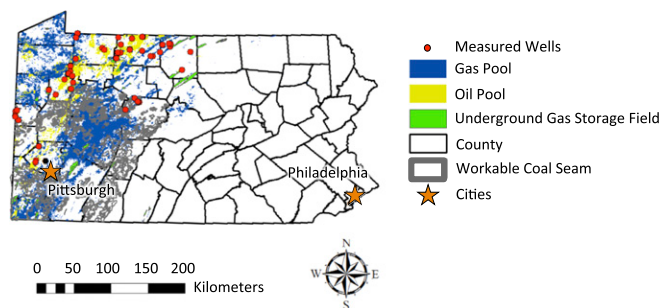 Measured Wells
Gas Pool
Oil Pool
Underground Gas Storage Field
County
Workable Coal Seam
Cities
Philadelphia
Pittsburgh
0 50 100 150 200
Kilometers
N
W E
S